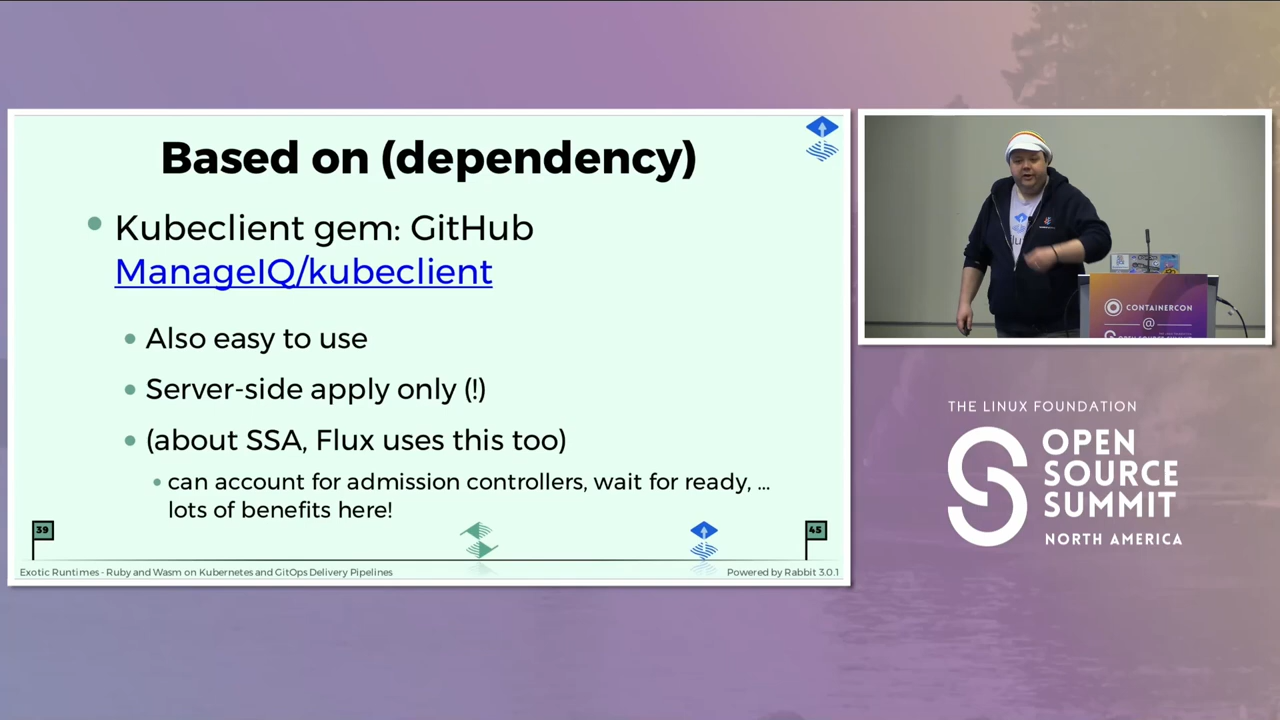 Based on (dependency)
Kubeclient gem: GitHub
ManageIQ/kubeclient
Also easy to use
Server-side apply only (!)
(about SSA, Flux uses this too)
can account for admission controllers, wait for ready, ...
lots of benefits here!
39
45
Exotic Runtimes - Ruby and Wasm on Kubernetes and GitOps Delivery Pipelines
Powered by Rabbit 3.0.1
CONTAINERCON
@
THE LINUX FOUNDATION
OPEN
SOURCE
SUMMIT
NORTH AMERICA